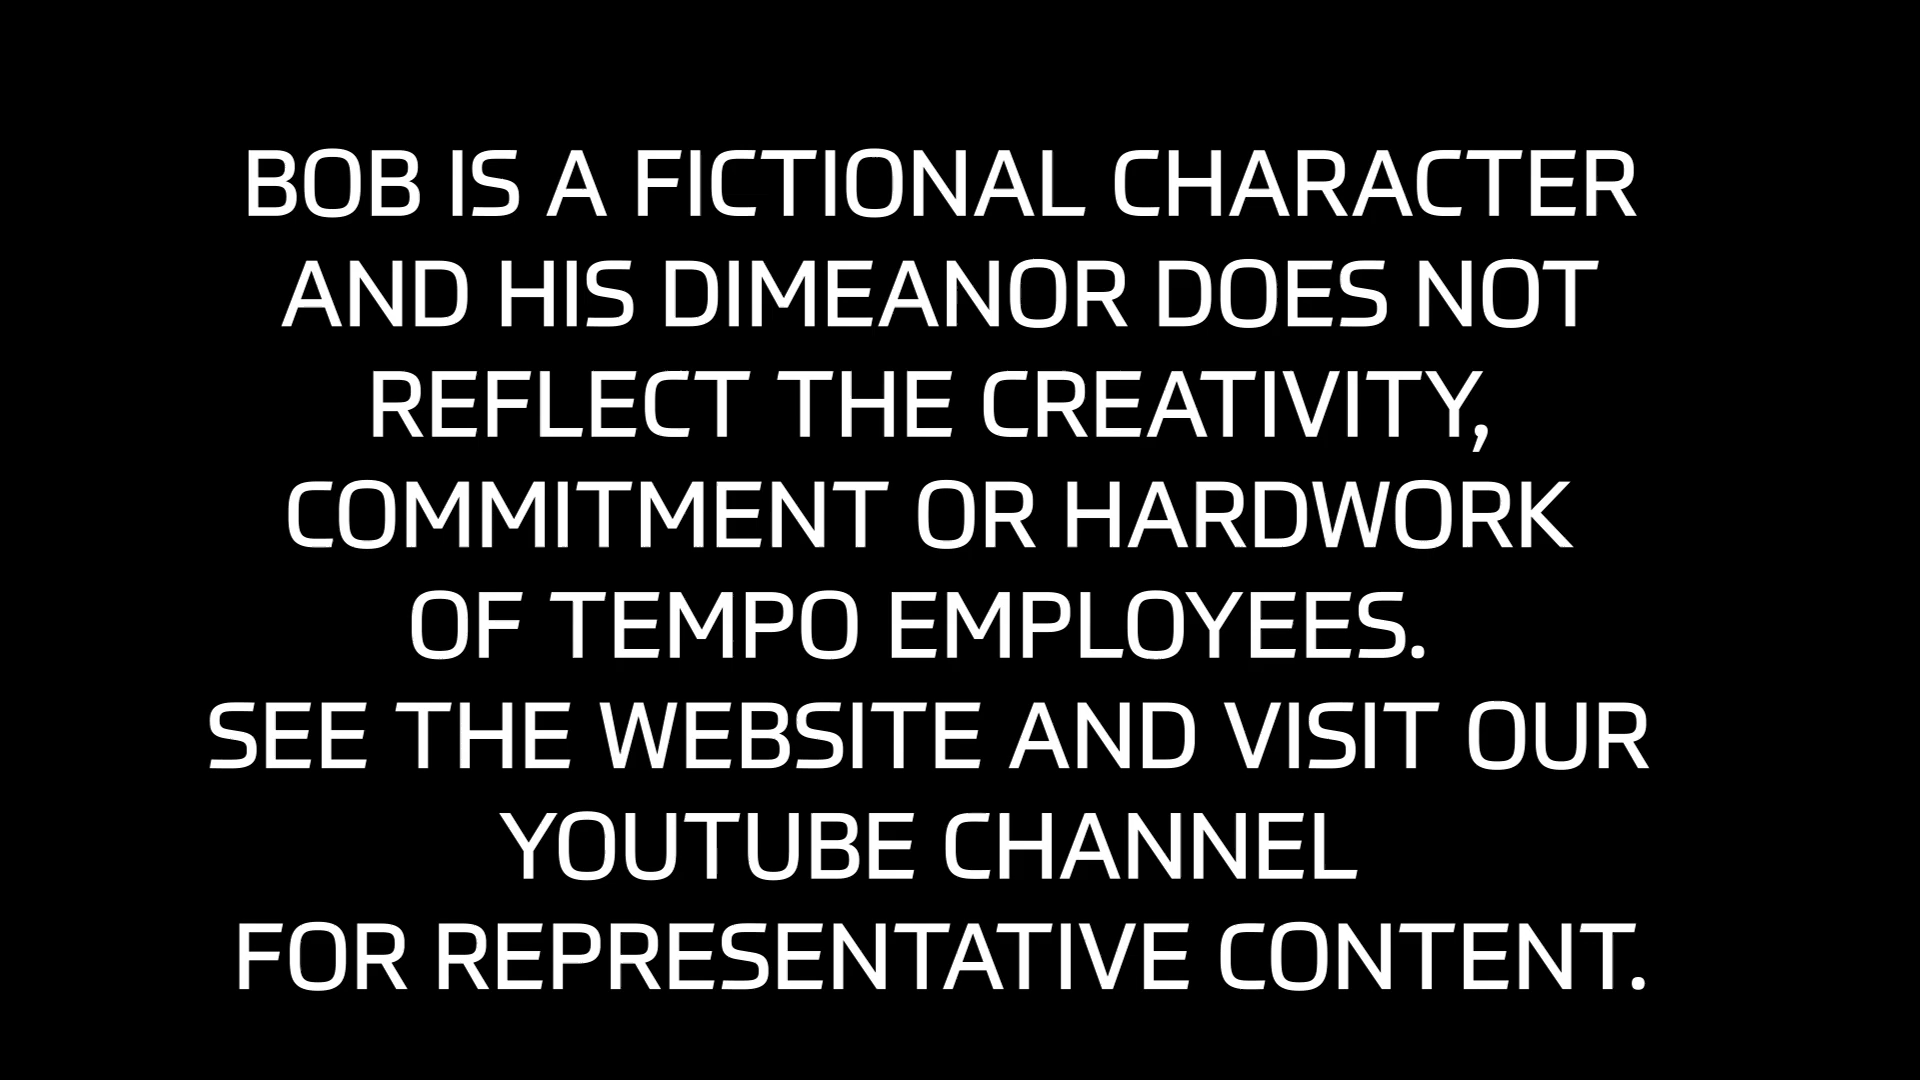 BOB IS A FICTIONAL CHARACTER
AND HIS DIMEANOR DOES NOT
REFLECT THE CREATIVITY,
COMMITMENT OR HARDWORK
OF TEMPO EMPLOYEES.
SEE THE WEBSITE AND VISIT OUR
YOUTUBE CHANNEL
FOR REPRESENTATIVE CONTENT.